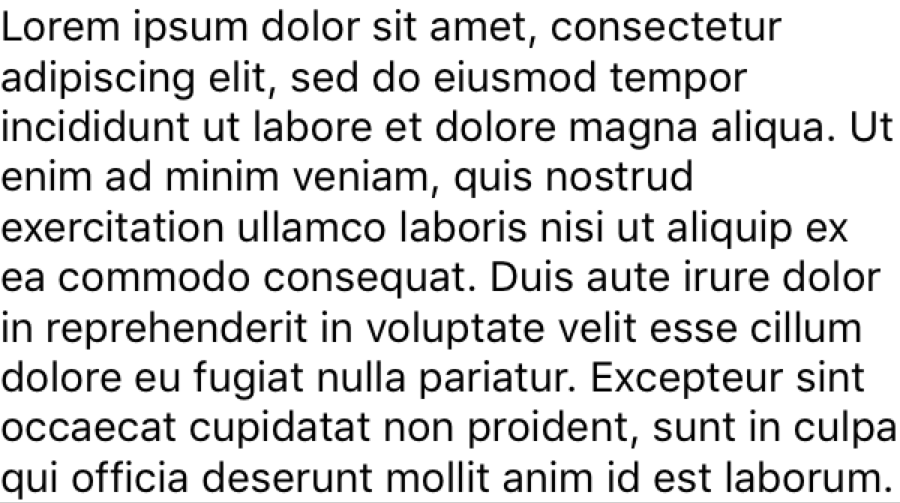 Lorem ipsum dolor sit amet, consectetur
adipiscing elit, sed do eiusmod tempor
incididunt ut labore et dolore magna aliqua. Ut
enim ad minim veniam, quis nostrud
exercitation ullamco laboris nisi ut aliquip ex
ea commodo consequat. Duis aute irure dolor
in reprehenderit in voluptate velit esse cillum
dolore eu fugiat nulla pariatur. Excepteur sint
occaecat cupidatat non proident, sunt in culpa
qui officia deserunt mollit anim id est laborum.